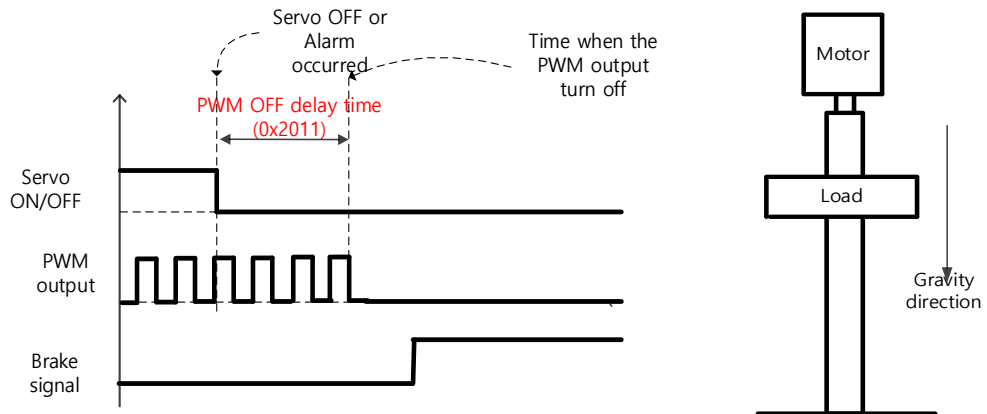 Servo OFF or
Alarm
occurred
Time when the
PWM output
turn off
PWM OFF delay time
(0x2011)
Servo
ON/OFF
PWM
output
Brake
signal
Motor
Load
Gravity
direction